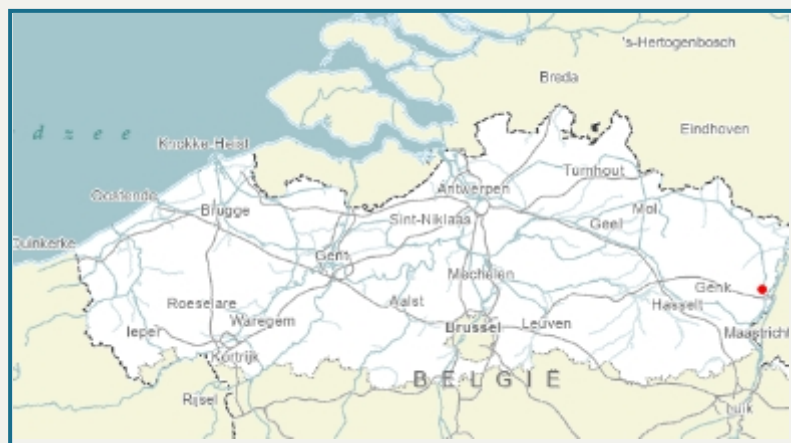 's-Hertogenbosch
Breda
d z e e
Eindhoven
Knokke-Heist
Turnhout
Antwerpen
Oostende
Mol
Brugge
Sint-Niklaas
Geel
Duinkerke
Gent
Mechelen
Genk
Roeselare
Aalst
Hasselt
Waregem
Ieper
Brussel
Leuven
Maastricht
Kortrijk
BELGIË
Rijsel
Luik